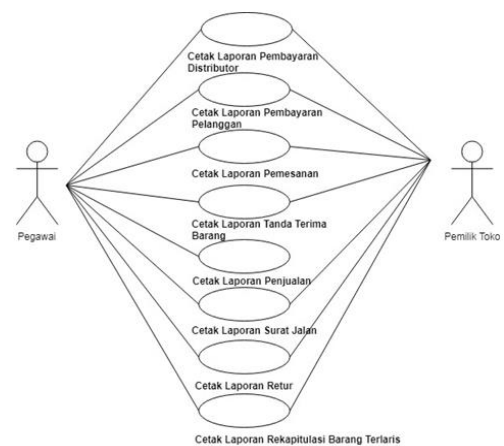 Cetak Laporan Pembayaran
Distributor
Cetak Laporan Pembayaran
Pelanggan
Cetak Laporan Pemesanan
Cetak Laporan Tanda Terima
Barang
Pegawai
Pemilik Toko
Cetak Laporan Penjualan
Cetak Laporan Surat Jalan
Cetak Laporan Retur
Cetak Laporan Rekapitulasi Barang Terlaris